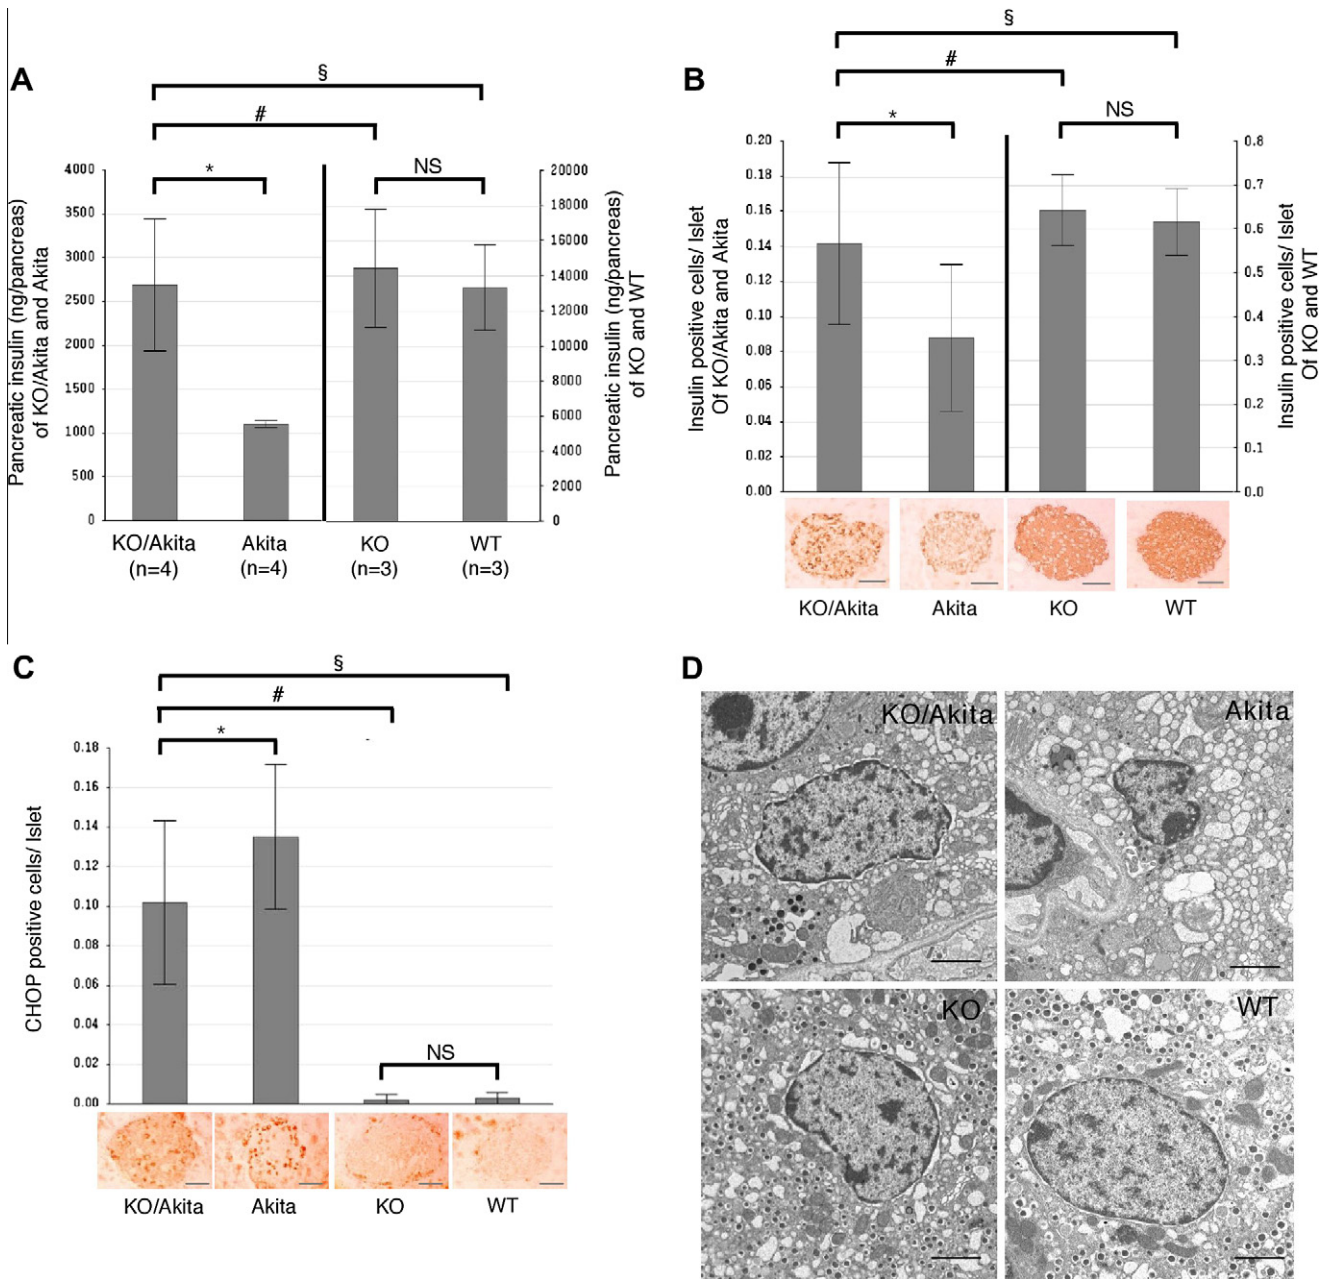 A
§
#
*
NS
Pancreatic insulin (ng/pancreas)
of KO/Akita and Akita
4000
3500
3000
2500
2000
1500
1000
500
0
20000
18000
16000
14000
12000
10000
8000
6000
4000
2000
0
Pancreatic insulin (ng/pancreas)
of KO and WT
KO/Akita Akita KO WT
(n=4) (n=4) (n=3) (n=3)
B
§
#
*
NS
Insulin positive cells/ Islet
Of KO/Akita and Akita
0.20
0.18
0.16
0.14
0.12
0.10
0.08
0.06
0.04
0.02
0.00
0.8
0.7
0.6
0.5
0.4
0.3
0.2
0.1
0.0
Insulin positive cells/ Islet
Of KO and WT
KO/Akita Akita KO WT
C
§
#
*
NS
CHOP positive cells/ Islet
0.18
0.16
0.14
0.12
0.10
0.08
0.06
0.04
0.02
0.00
KO/Akita Akita KO WT
D
KO/Akita Akita
KO WT